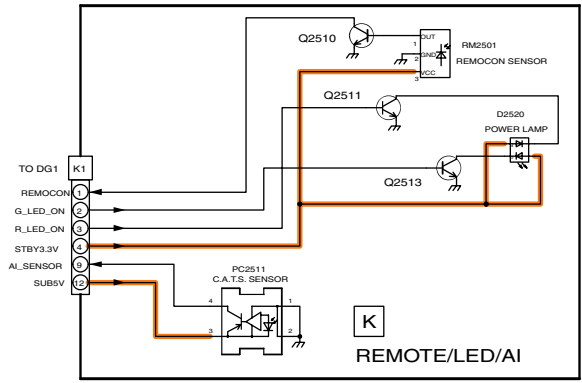 Q2510
OUT
1
GND
2
VCC
3
RM2501
REMOCON SENSOR
Q2511
D2520
POWER LAMP
TO DG1 K1
Q2513
REMOCON 1
G_LED_ON 2
R_LED_ON 3
STBY3.3V 4
AI_SENSOR 9
SUB5V 12
PC2511
C.A.T.S. SENSOR
4 1
3 2
K
REMOTE/LED/AI